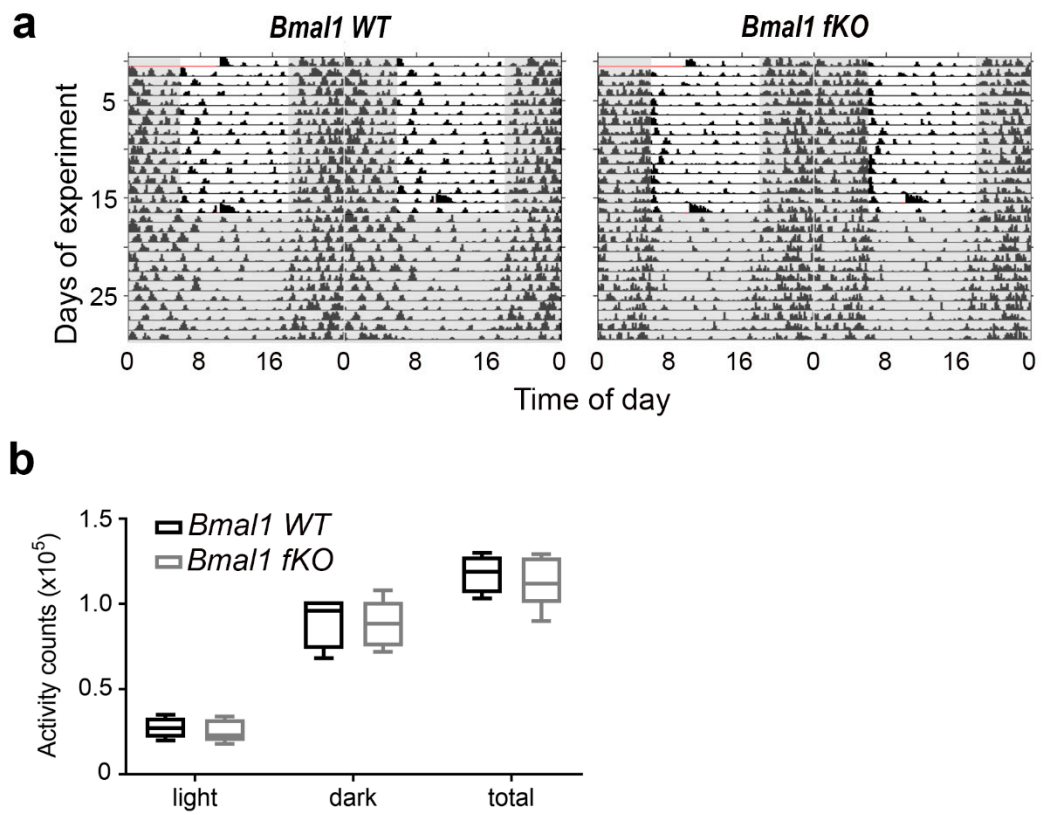 a
Bmal1 WT
Bmal1 fKO
Days of experiment
5
15
25
0 8 16 0 8 16 0
0 8 16 0 8 16 0
Time of day
b
Activity counts (x10⁵)
1.5
1.0
0.5
0
Bmal1 WT
Bmal1 fKO
light dark total